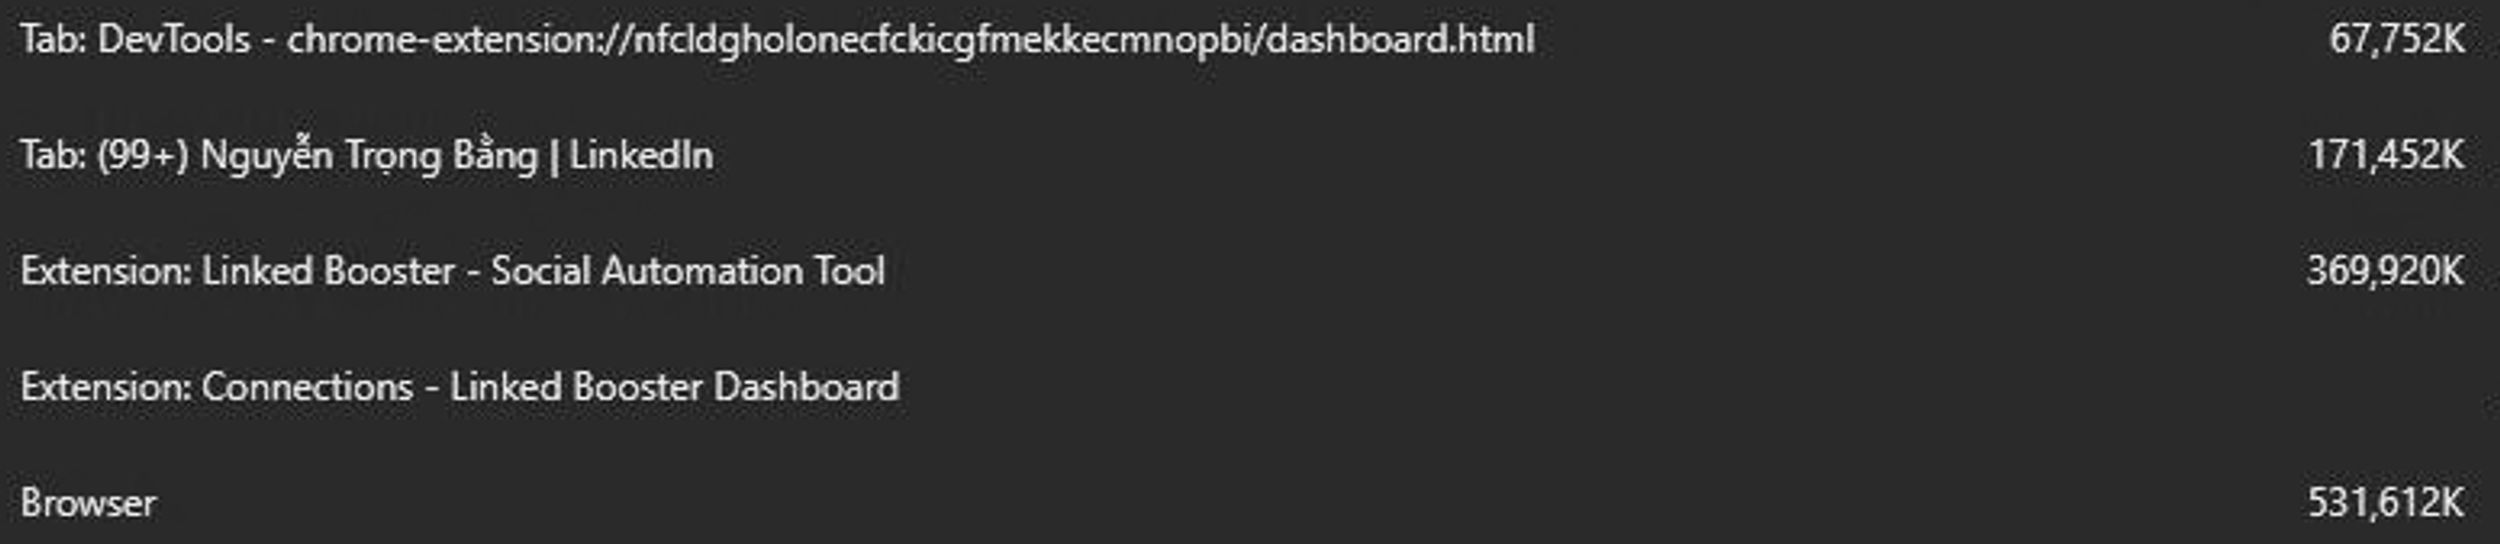 Tab: DevTools - chrome-extension://nfcldgholonecfckicgfmekkecmnopbi/dashboard.html 67,752K
Tab: (99+) Nguyễn Trọng Bằng | LinkedIn 171,452K
Extension: Linked Booster - Social Automation Tool 369,920K
Extension: Connections - Linked Booster Dashboard
Browser 531,612K